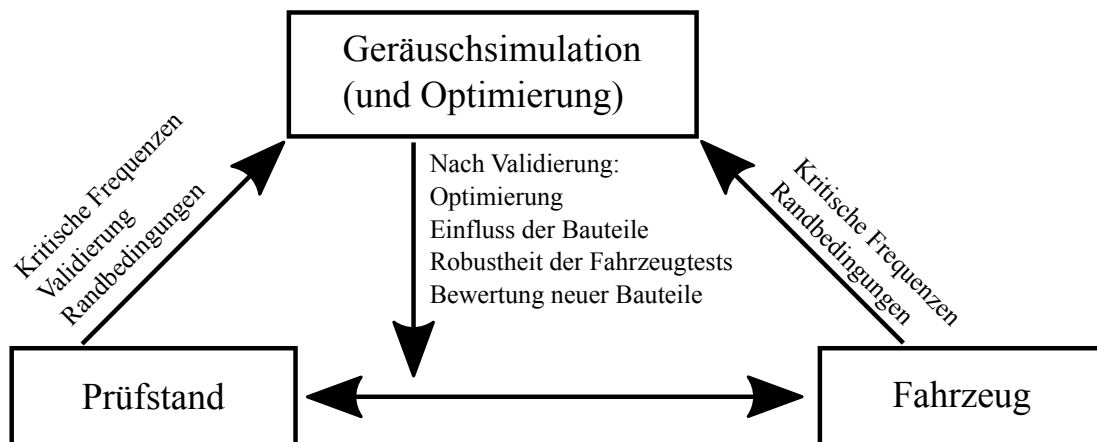 Geräuschsimulation
(und Optimierung)
Kritische Frequenzen
Validierung
Randbedingungen
Nach Validierung:
Optimierung
Einfluss der Bauteile
Robustheit der Fahrzeugtests
Bewertung neuer Bauteile
Kritische Frequenzen
Randbedingungen
Prüfstand
Fahrzeug